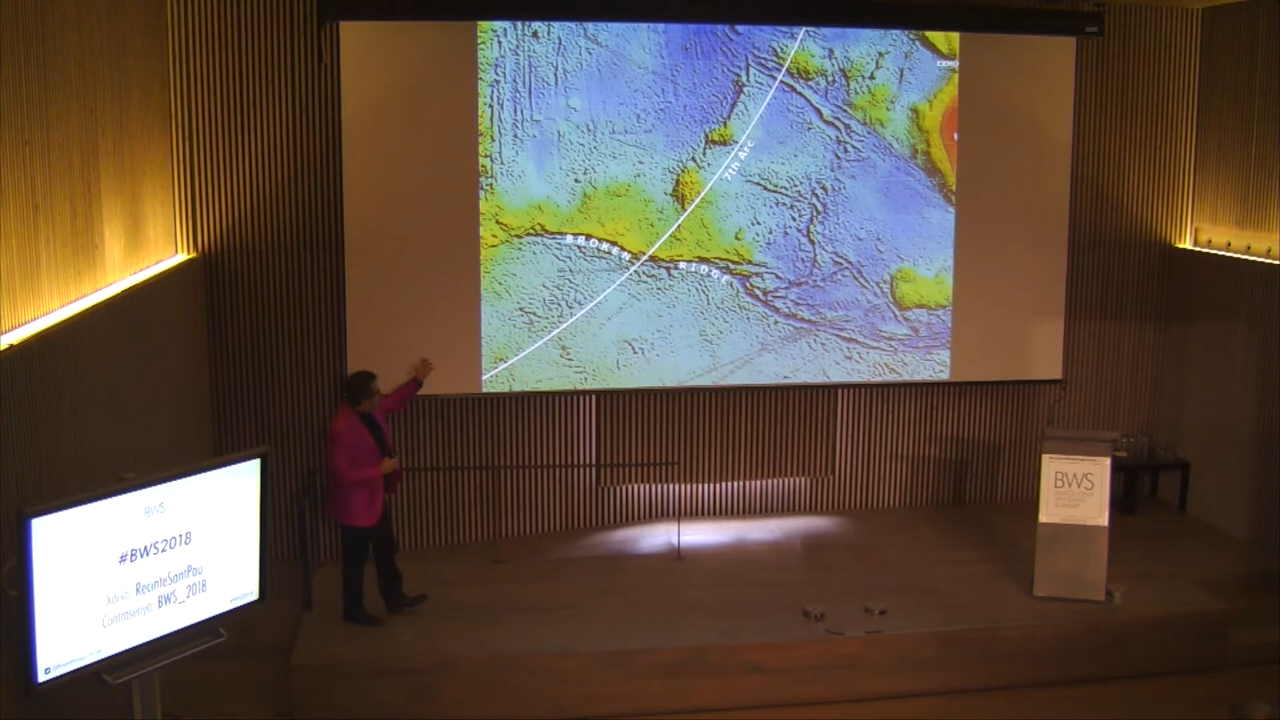 7th Arc
BROKEN RIDGE
BWS
#BWS2018
Xarxa: RecinteSantPau
Contrasenya: BWS_2018
BWS